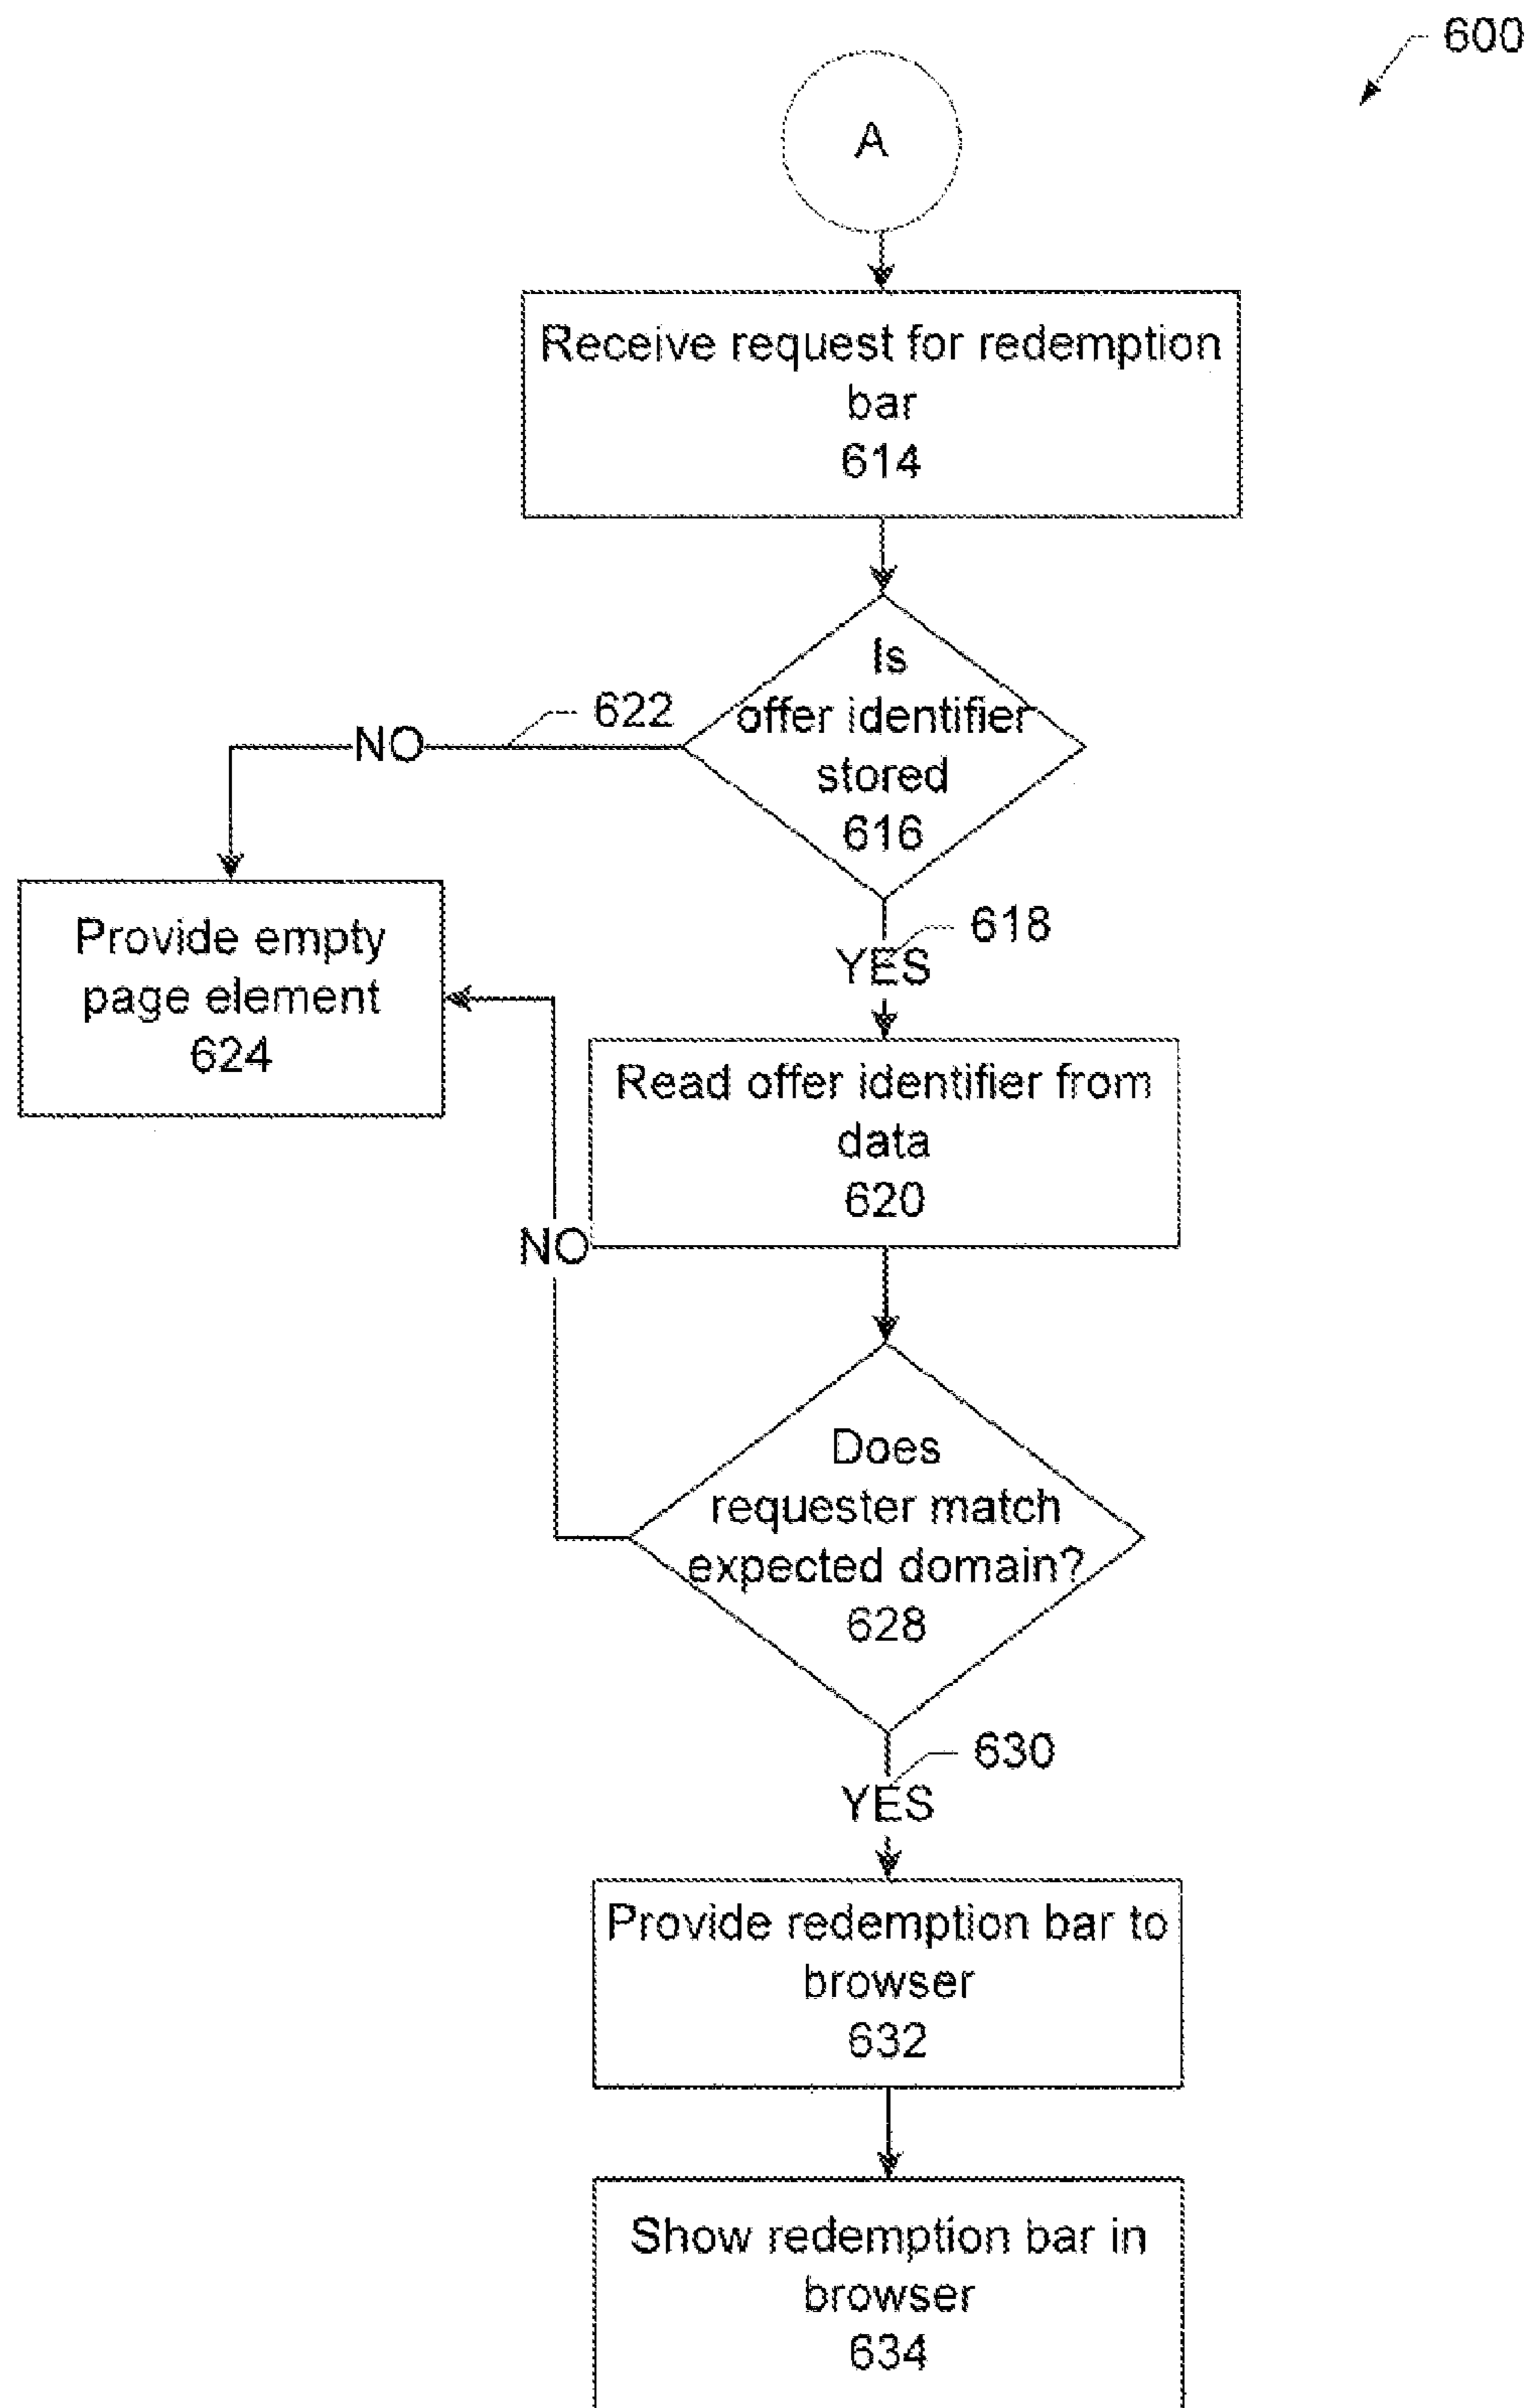 600
A
Receive request for redemption
bar
614
Is
offer identifier
stored
616
622
NO
618
YES
Provide empty
page element
624
Read offer identifier from
data
620
NO
Does
requester match
expected domain?
628
630
YES
Provide redemption bar to
browser
632
Show redemption bar in
browser
634